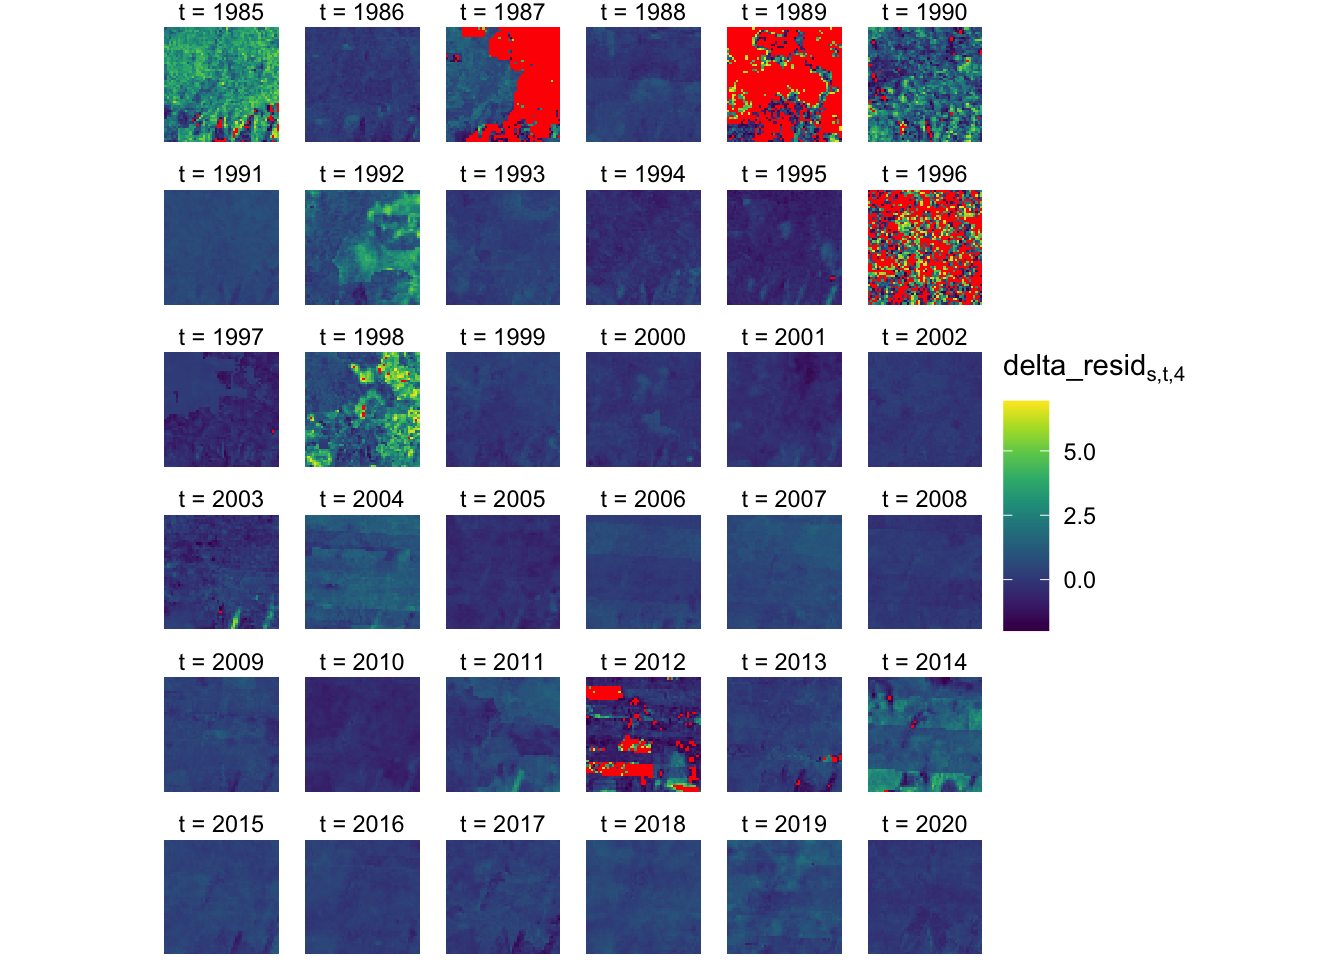 t = 1985 t = 1986 t = 1987 t = 1988 t = 1989 t = 1990
t = 1991 t = 1992 t = 1993 t = 1994 t = 1995 t = 1996
t = 1997 t = 1998 t = 1999 t = 2000 t = 2001 t = 2002
delta_resid_{s,t,4}
5.0
2.5
0.0
t = 2003 t = 2004 t = 2005 t = 2006 t = 2007 t = 2008
t = 2009 t = 2010 t = 2011 t = 2012 t = 2013 t = 2014
t = 2015 t = 2016 t = 2017 t = 2018 t = 2019 t = 2020